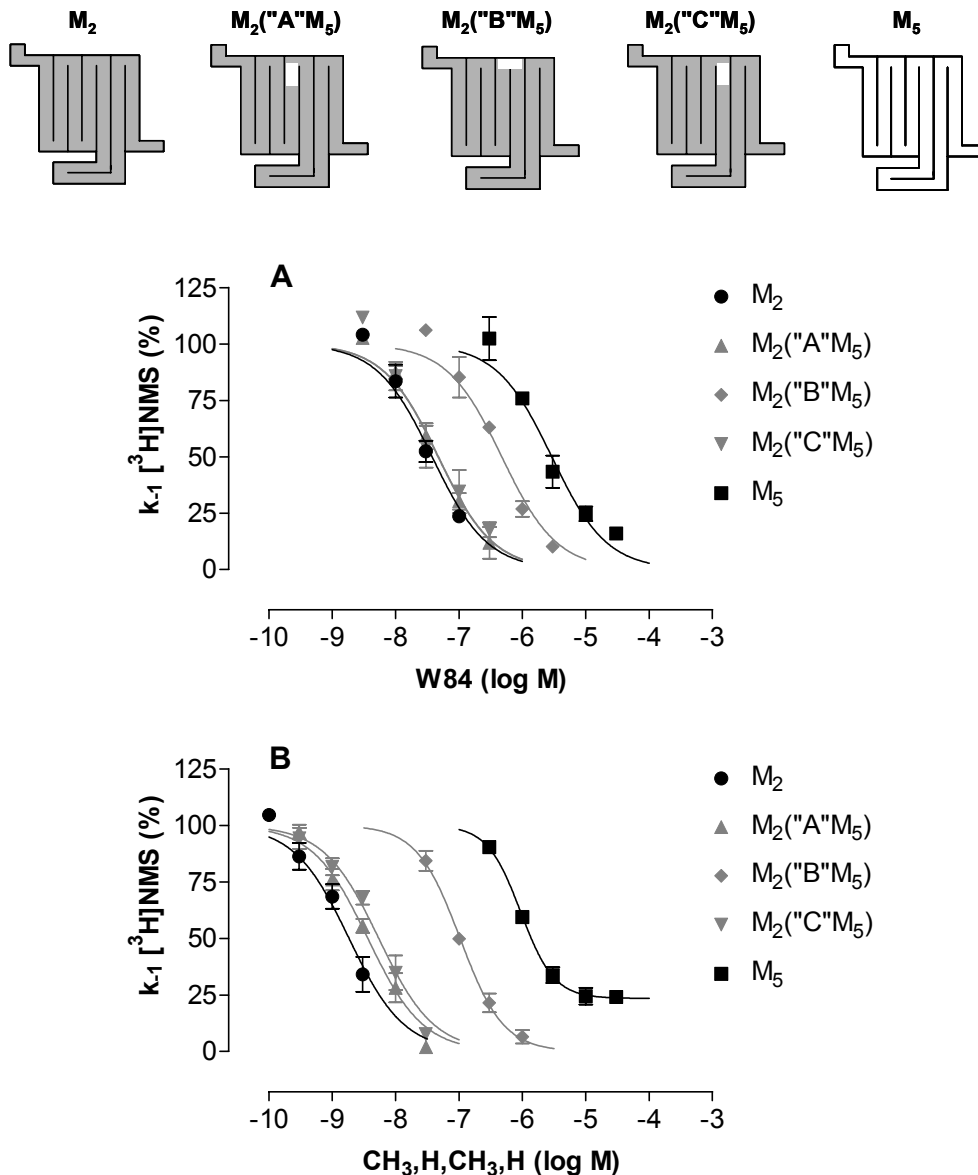 M₂ M₂("A"M₅) M₂("B"M₅) M₂("C"M₅) M₅
A
k₋₁ [³H]NMS (%)
125
100
75
50
25
0
-10 -9 -8 -7 -6 -5 -4 -3
W84 (log M)
M₂
M₂("A"M₅)
M₂("B"M₅)
M₂("C"M₅)
M₅
B
k₋₁ [³H]NMS (%)
125
100
75
50
25
0
-10 -9 -8 -7 -6 -5 -4 -3
CH₃,H,CH₃,H (log M)
M₂
M₂("A"M₅)
M₂("B"M₅)
M₂("C"M₅)
M₅